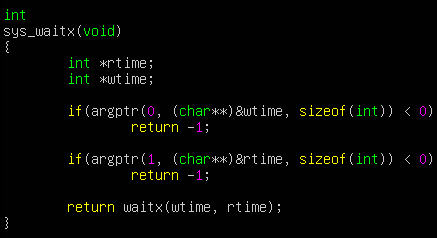 int
sys_waitx(void)
{
        int *rtime;
        int *wtime;

        if(argptr(0, (char**)&wtime, sizeof(int)) < 0)
                return -1;

        if(argptr(1, (char**)&rtime, sizeof(int)) < 0)
                return -1;

        return waitx(wtime, rtime);
}